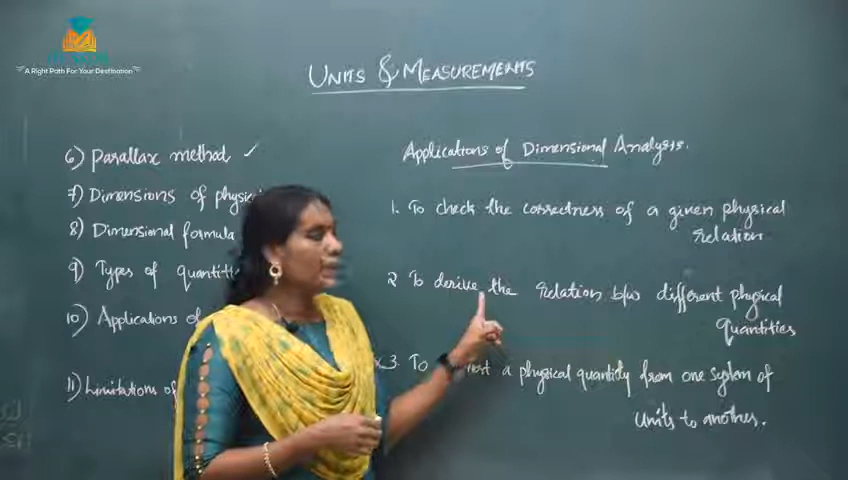 A Right Path For Your Destination
UNITS & MEASUREMENTS
6) Parallax method ✓
7) Dimensions of
8) Dimensional formula
9) Types of
10) Applications of
11) Limitations of
Applications of Dimensional Analysis.
1. To check the correctness of a given physical
relation.
2 To derive the relation b/w different physical
quantities
3. To a physical quantity from one system of
units to another.